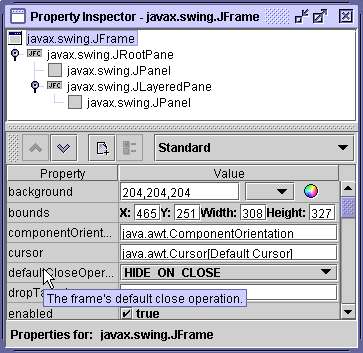 Property Inspector - javax.swing.JFrame
javax.swing.JFrame
JFC javax.swing.JRootPane
javax.swing.JPanel
JFC javax.swing.JLayeredPane
javax.swing.JPanel
Standard
Property Value
background 204,204,204
bounds X: 465 Y: 251 Width: 308 Height: 327
componentOrient... java.awt.ComponentOrientation
cursor java.awt.Cursor[Default Cursor]
defaultCloseOper... HIDE_ON_CLOSE
The frame's default close operation.
enabled true
Properties for: javax.swing.JFrame